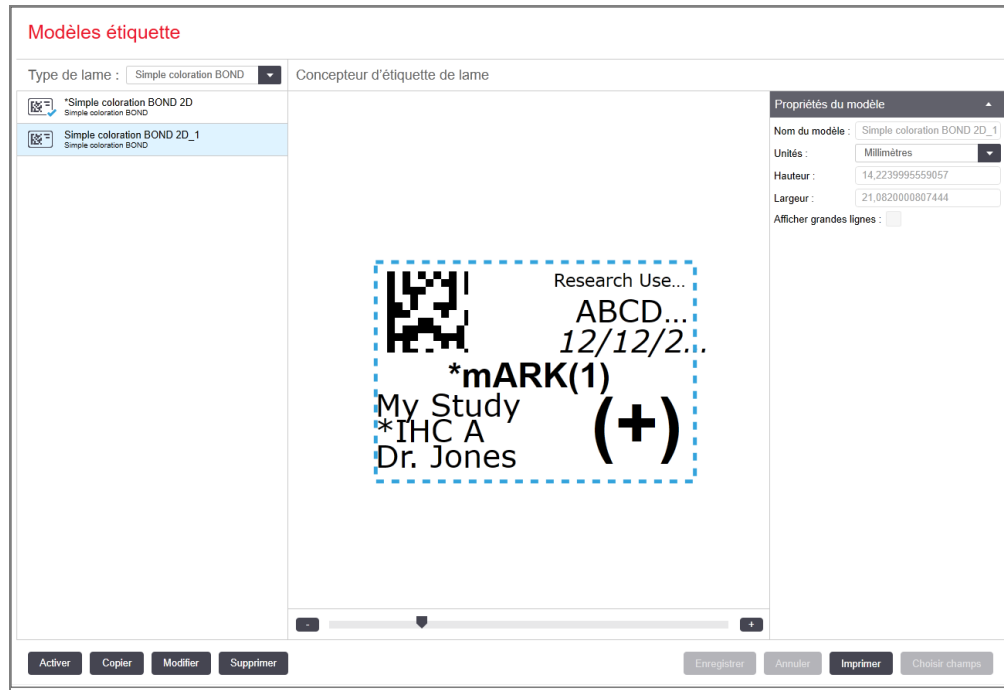 Modèles étiquette
Type de lame : Simple coloration BOND
Concepteur d'étiquette de lame
*Simple coloration BOND 2D
Simple coloration BOND
Simple coloration BOND 2D_1
Simple coloration BOND
Research Use...
ABCD...
12/12/2...
*mARK(1)
My Study
*IHC A
Dr. Jones
(+)
Propriétés du modèle
Nom du modèle : Simple coloration BOND 2D_1
Unités : Millimètres
Hauteur : 14,2239995559057
Largeur : 21,0820000807444
Afficher grandes lignes :
- +
Activer Copier Modifier Supprimer Enregistrer Annuler Imprimer Choisir champs